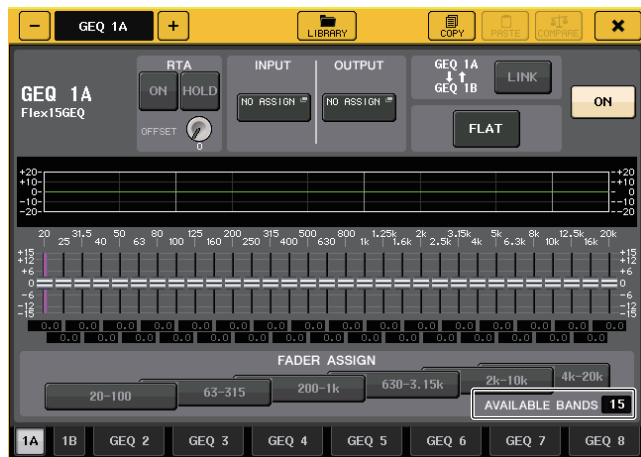 − GEQ 1A + LIBRARY COPY PASTE COMPARE ×
GEQ 1A
Flex15GEQ
RTA
ON HOLD
OFFSET
0
INPUT
NO ASSIGN
OUTPUT
NO ASSIGN
GEQ 1A
↓↑
GEQ 1B
LINK
FLAT
ON
+20 +20
+10 +10
0 0
-10 -10
-20 -20
20 31.5 50 80 125 200 315 500 800 1.25k 2k 3.15k 5k 8k 12.5k 20k
25 40 63 100 160 250 400 630 1k 1.6k 2.5k 4k 6.3k 10k 16k
+15 +15
+12 +12
+6 +6
0 0
-6 -6
-12 -12
-15 -15
0.0 0.0 0.0 0.0 0.0 0.0 0.0 0.0 0.0 0.0 0.0 0.0 0.0 0.0 0.0 0.0
0.0 0.0 0.0 0.0 0.0 0.0 0.0 0.0 0.0 0.0 0.0 0.0 0.0 0.0 0.0
FADER ASSIGN
20-100 63-315 200-1k 630-3.15k 2k-10k 4k-20k
AVAILABLE BANDS 15
1A 1B GEQ 2 GEQ 3 GEQ 4 GEQ 5 GEQ 6 GEQ 7 GEQ 8